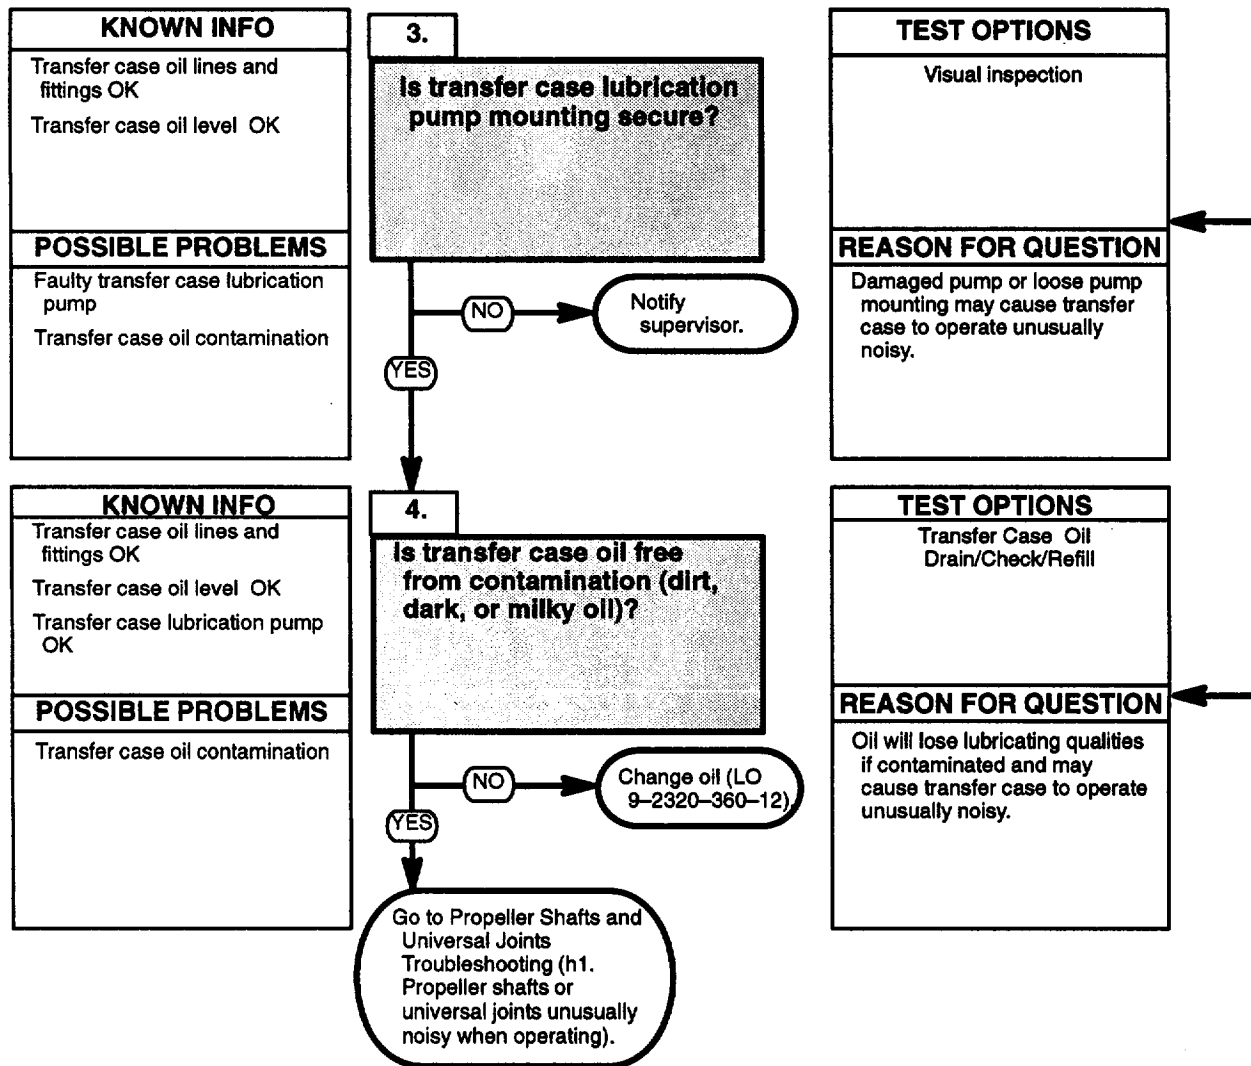 KNOWN INFO
Transfer case oil lines and
fittings OK
Transfer case oil level OK
POSSIBLE PROBLEMS
Faulty transfer case lubrication
pump
Transfer case oil contamination
3.
Is transfer case lubrication
pump mounting secure?
NO
Notify
supervisor.
YES
TEST OPTIONS
Visual inspection
REASON FOR QUESTION
Damaged pump or loose pump
mounting may cause transfer
case to operate unusually
noisy.
KNOWN INFO
Transfer case oil lines and
fittings OK
Transfer case oil level OK
Transfer case lubrication pump
OK
POSSIBLE PROBLEMS
Transfer case oil contamination
4.
Is transfer case oil free
from contamination (dirt,
dark, or milky oil)?
NO
Change oil (LO
9–2320–360–12)
YES
Go to Propeller Shafts and
Universal Joints
Troubleshooting (h1.
Propeller shafts or
universal joints unusually
noisy when operating).
TEST OPTIONS
Transfer Case Oil
Drain/Check/Refill
REASON FOR QUESTION
Oil will lose lubricating qualities
if contaminated and may
cause transfer case to operate
unusually noisy.